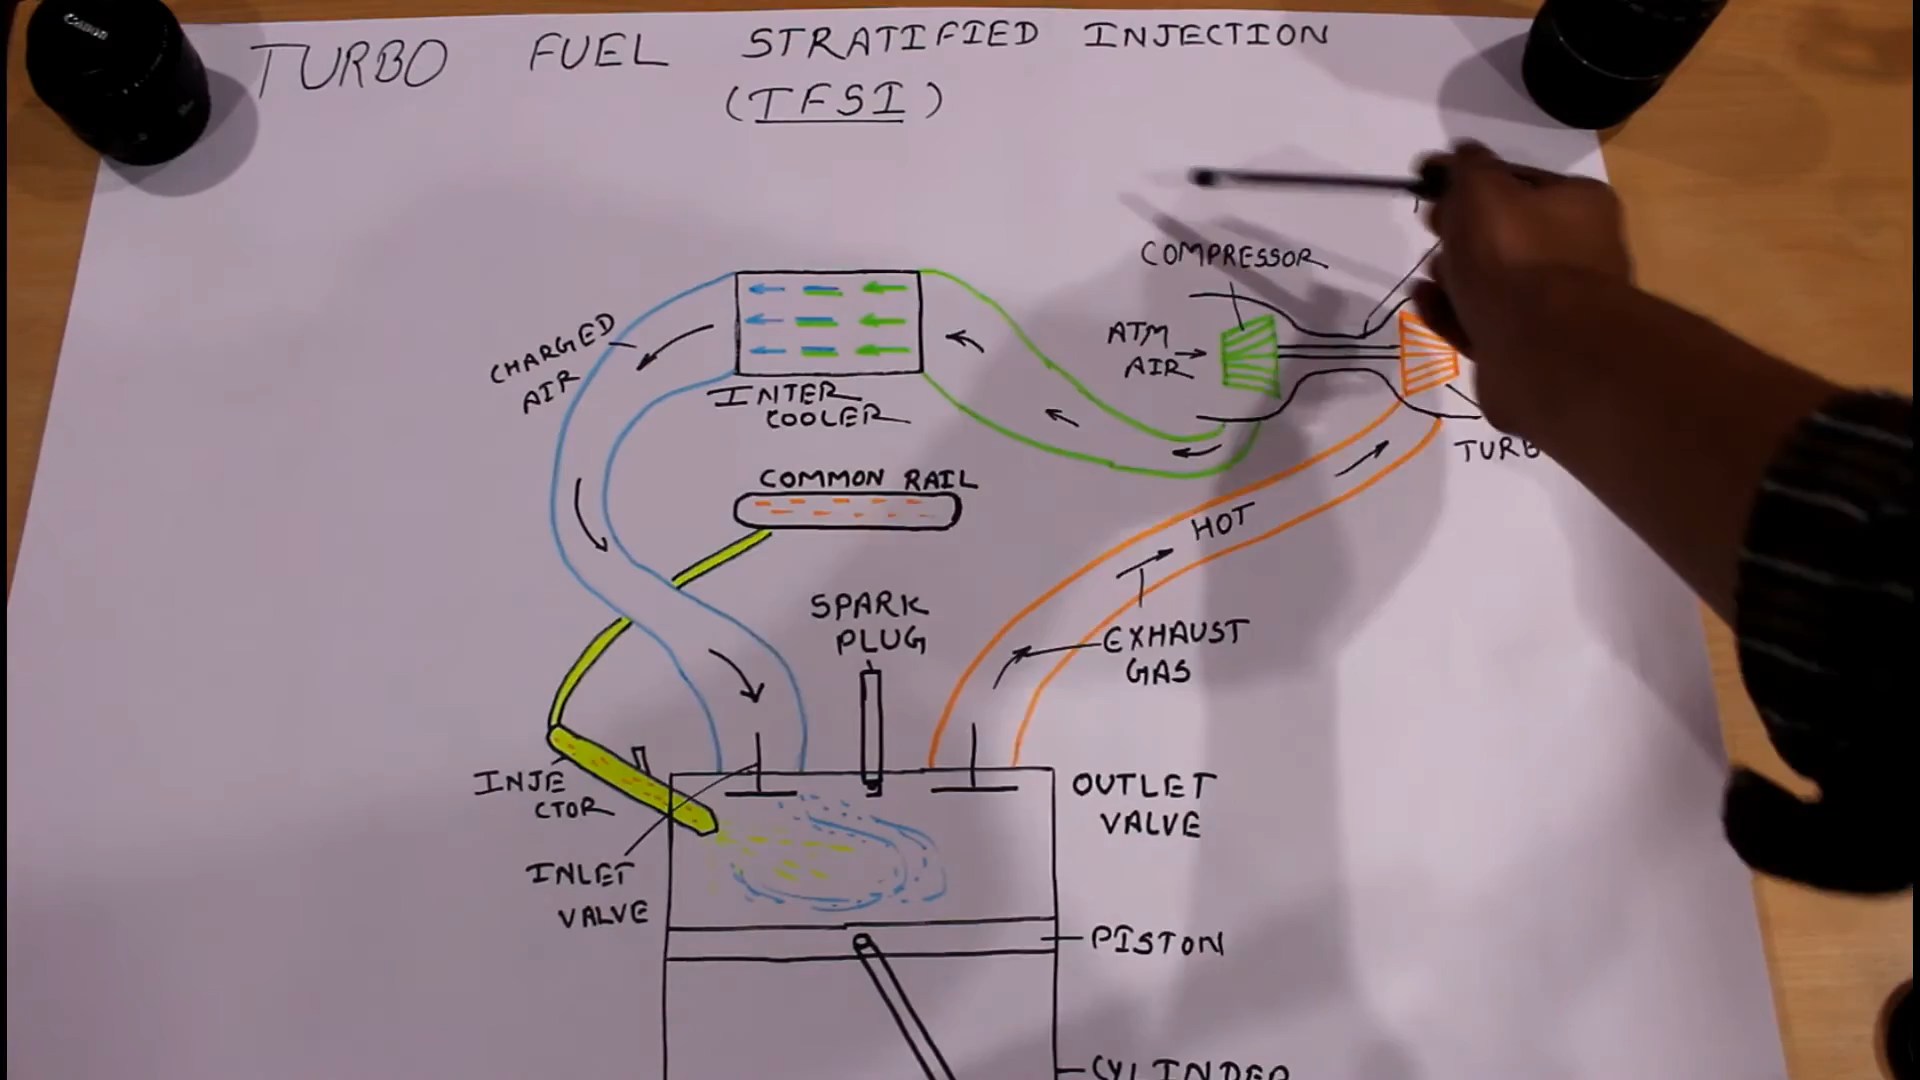 Canon
TURBO FUEL STRATIFIED INJECTION
(TFSI)
COMPRESSOR
ATM
AIR
CHARGED
AIR
INTER
COOLER
COMMON RAIL
HOT
SPARK
PLUG
EXHAUST
GAS
INJE
CTOR
OUTLET
VALVE
INLET
VALVE
PISTON